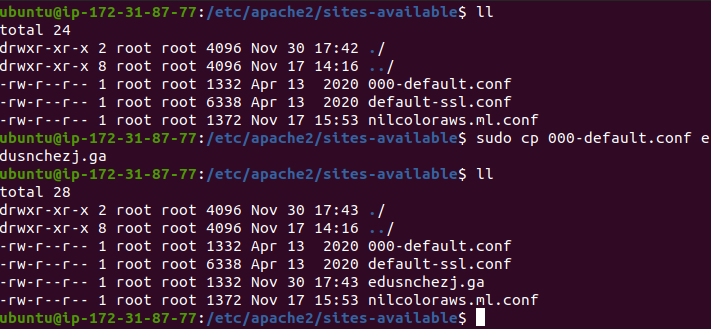 ubuntu@ip-172-31-87-77:/etc/apache2/sites-available$ ll
total 24
drwxr-xr-x 2 root root 4096 Nov 30 17:42 ./
drwxr-xr-x 8 root root 4096 Nov 17 14:16 ../
-rw-r--r-- 1 root root 1332 Apr 13  2020 000-default.conf
-rw-r--r-- 1 root root 6338 Apr 13  2020 default-ssl.conf
-rw-r--r-- 1 root root 1372 Nov 17 15:53 nilcoloraws.ml.conf
ubuntu@ip-172-31-87-77:/etc/apache2/sites-available$ sudo cp 000-default.conf e
dusnchezj.ga
ubuntu@ip-172-31-87-77:/etc/apache2/sites-available$ ll
total 28
drwxr-xr-x 2 root root 4096 Nov 30 17:43 ./
drwxr-xr-x 8 root root 4096 Nov 17 14:16 ../
-rw-r--r-- 1 root root 1332 Apr 13  2020 000-default.conf
-rw-r--r-- 1 root root 6338 Apr 13  2020 default-ssl.conf
-rw-r--r-- 1 root root 1332 Nov 30 17:43 edusnchezj.ga
-rw-r--r-- 1 root root 1372 Nov 17 15:53 nilcoloraws.ml.conf
ubuntu@ip-172-31-87-77:/etc/apache2/sites-available$